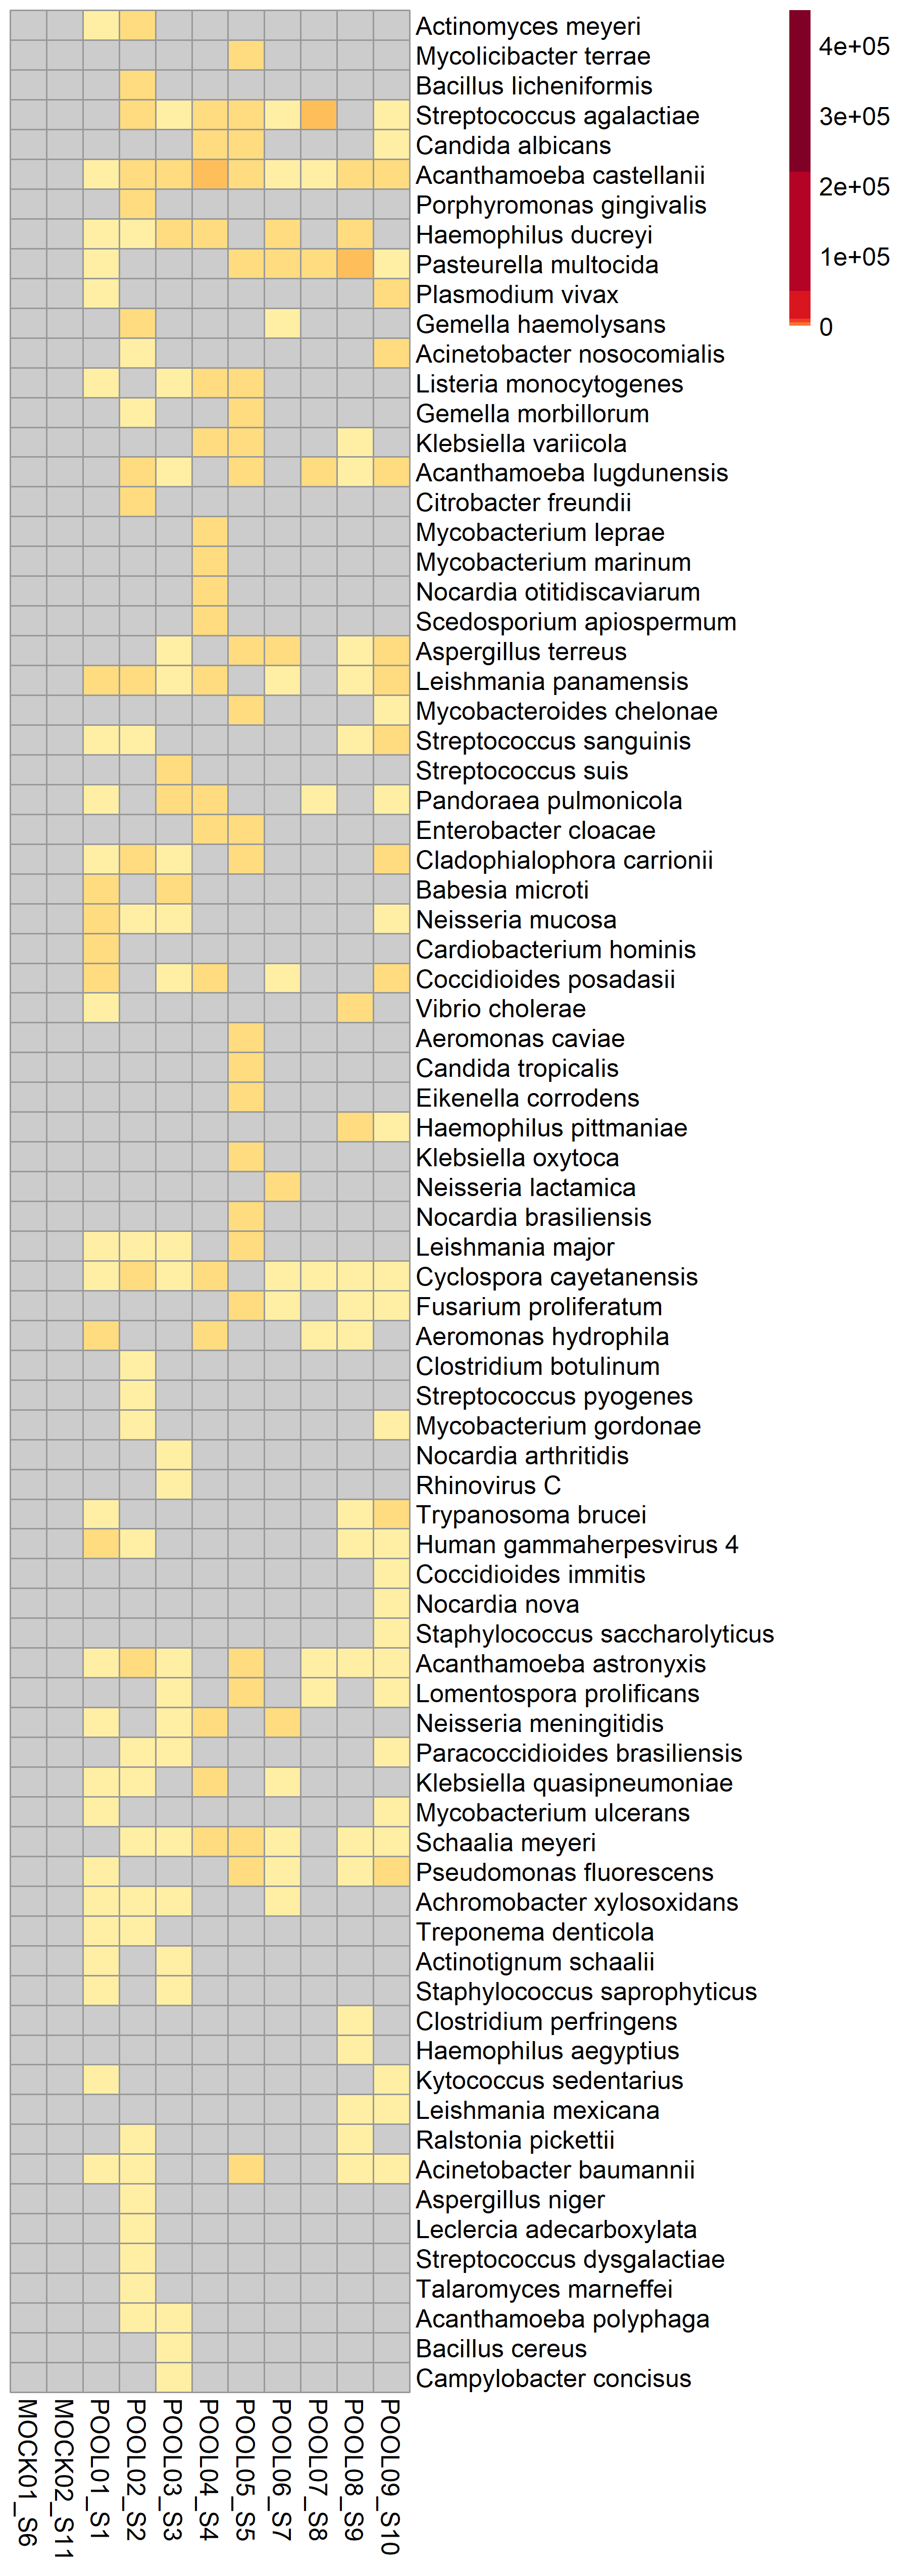 Actinomyces meyeri
Mycolicibacter terrae
Bacillus licheniformis
Streptococcus agalactiae
Candida albicans
Acanthamoeba castellanii
Porphyromonas gingivalis
Haemophilus ducreyi
Pasteurella multocida
Plasmodium vivax
Gemella haemolysans
Acinetobacter nosocomialis
Listeria monocytogenes
Gemella morbillorum
Klebsiella variicola
Acanthamoeba lugdunensis
Citrobacter freundii
Mycobacterium leprae
Mycobacterium marinum
Nocardia otitidiscaviarum
Scedosporium apiospermum
Aspergillus terreus
Leishmania panamensis
Mycobacteroides chelonae
Streptococcus sanguinis
Streptococcus suis
Pandoraea pulmonicola
Enterobacter cloacae
Cladophialophora carrionii
Babesia microti
Neisseria mucosa
Cardiobacterium hominis
Coccidioides posadasii
Vibrio cholerae
Aeromonas caviae
Candida tropicalis
Eikenella corrodens
Haemophilus pittmaniae
Klebsiella oxytoca
Neisseria lactamica
Nocardia brasiliensis
Leishmania major
Cyclospora cayetanensis
Fusarium proliferatum
Aeromonas hydrophila
Clostridium botulinum
Streptococcus pyogenes
Mycobacterium gordonae
Nocardia arthritidis
Rhinovirus C
Trypanosoma brucei
Human gammaherpesvirus 4
Coccidioides immitis
Nocardia nova
Staphylococcus saccharolyticus
Acanthamoeba astronyxis
Lomentospora prolificans
Neisseria meningitidis
Paracoccidioides brasiliensis
Klebsiella quasipneumoniae
Mycobacterium ulcerans
Schaalia meyeri
Pseudomonas fluorescens
Achromobacter xylosoxidans
Treponema denticola
Actinotignum schaalii
Staphylococcus saprophyticus
Clostridium perfringens
Haemophilus aegyptius
Kytococcus sedentarius
Leishmania mexicana
Ralstonia pickettii
Acinetobacter baumannii
Aspergillus niger
Leclercia adecarboxylata
Streptococcus dysgalactiae
Talaromyces marneffei
Acanthamoeba polyphaga
Bacillus cereus
Campylobacter concisus
4e+05
3e+05
2e+05
1e+05
0
MOCK01_S6
MOCK02_S11
POOL01_S1
POOL02_S2
POOL03_S3
POOL04_S4
POOL05_S5
POOL06_S7
POOL07_S8
POOL08_S9
POOL09_S10